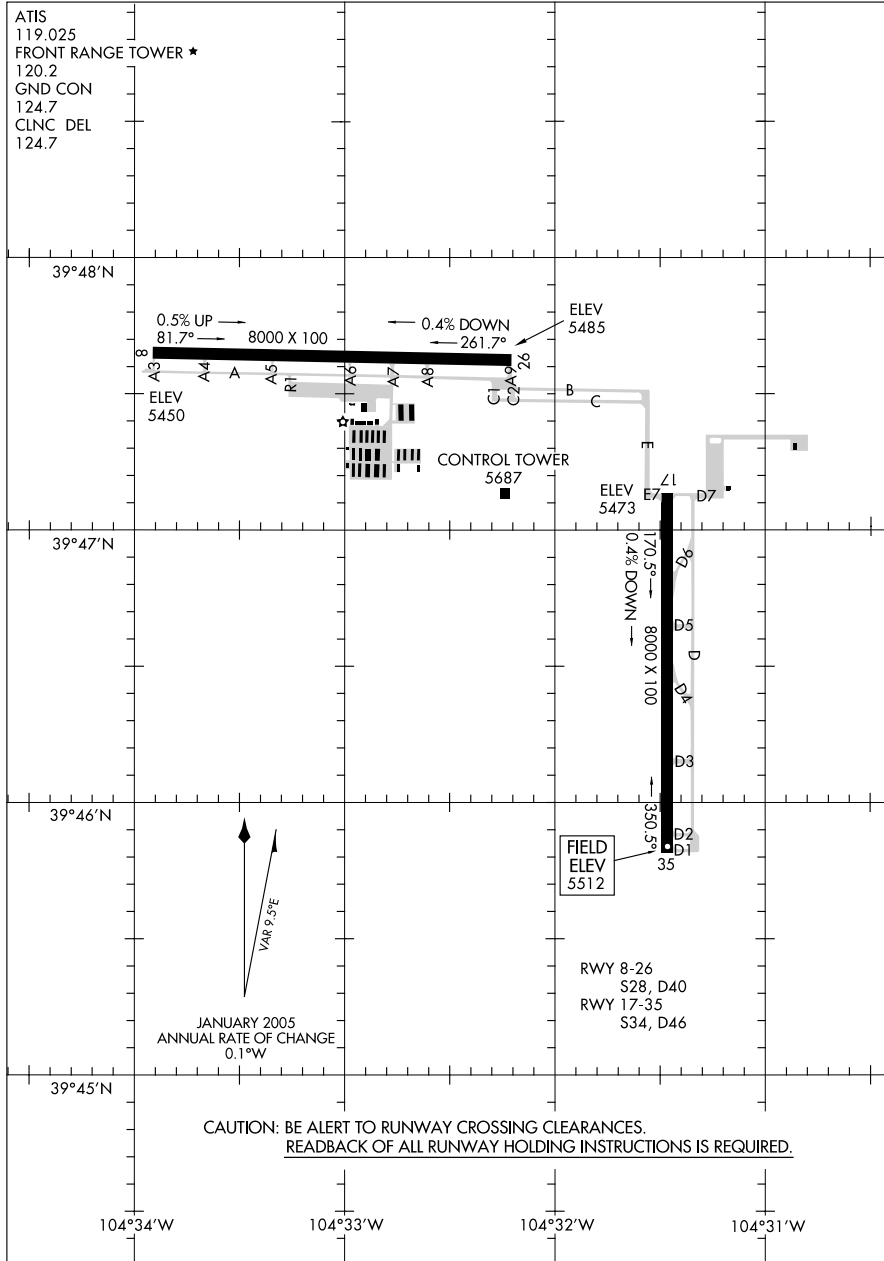 ATIS
119.025
FRONT RANGE TOWER ★
120.2
GND CON
124.7
CLNC DEL
124.7
39°48'N
0.5% UP
81.7°
8000 X 100
0.4% DOWN
261.7°
ELEV
5485
8
26
A3
A4
A
A5
R1
A6
A7
A8
A9
C1
C2
B
C
ELEV
5450
E
CONTROL TOWER
5687
ELEV
5473
E7
17
D7
39°47'N
170.5°
0.4% DOWN
D6
D5
8000 X 100
D
D4
D3
39°46'N
350.5°
D2
D1
FIELD
ELEV
5512
35
VAR 9.5°E
JANUARY 2005
ANNUAL RATE OF CHANGE
0.1°W
RWY 8-26
S28, D40
RWY 17-35
S34, D46
39°45'N
CAUTION: BE ALERT TO RUNWAY CROSSING CLEARANCES.
READBACK OF ALL RUNWAY HOLDING INSTRUCTIONS IS REQUIRED.
104°34'W
104°33'W
104°32'W
104°31'W